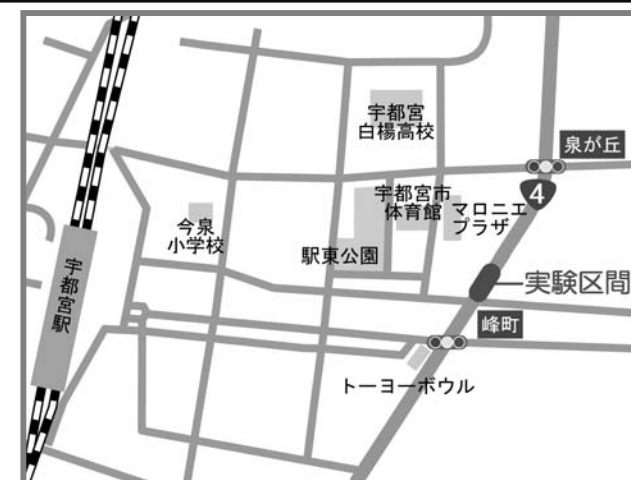 宇都宮
白楊高校
泉が丘
4
宇都宮市
体育館
マロニエ
プラザ
今泉
小学校
駅東公園
宇都宮駅
実験区間
峰町
トーヨーボウル